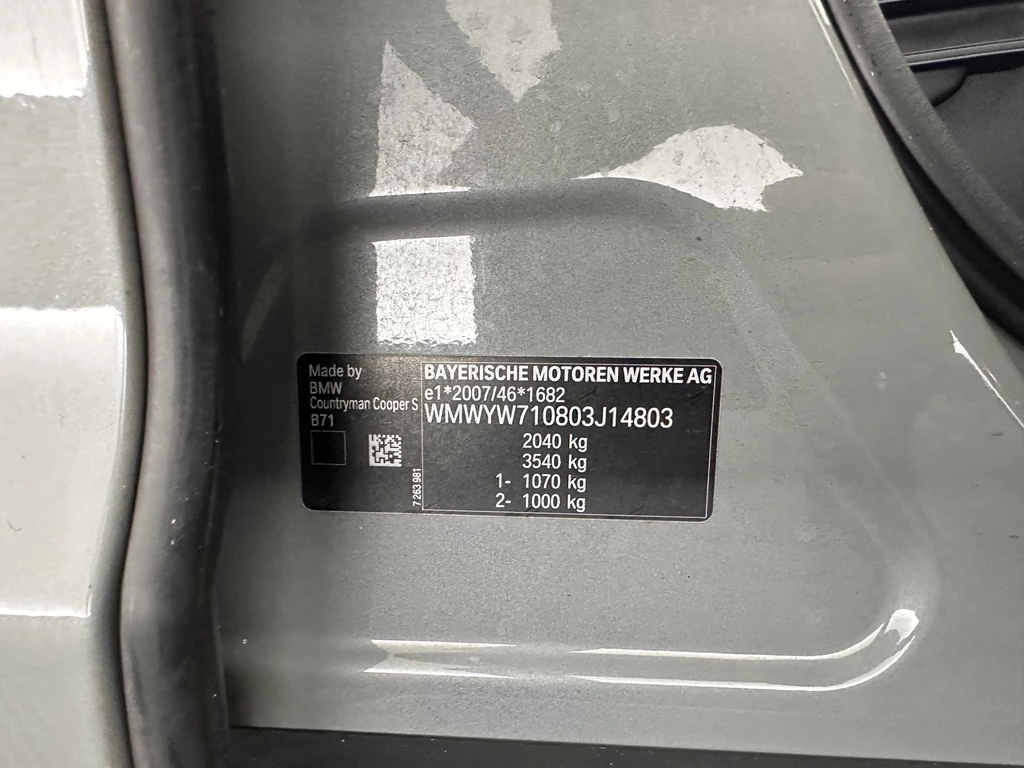 Made by
BMW
Countryman Cooper S
B71
7 263 981
BAYERISCHE MOTOREN WERKE AG
e1*2007/46*1682
WMWYW710803J14803
2040 kg
3540 kg
1- 1070 kg
2- 1000 kg